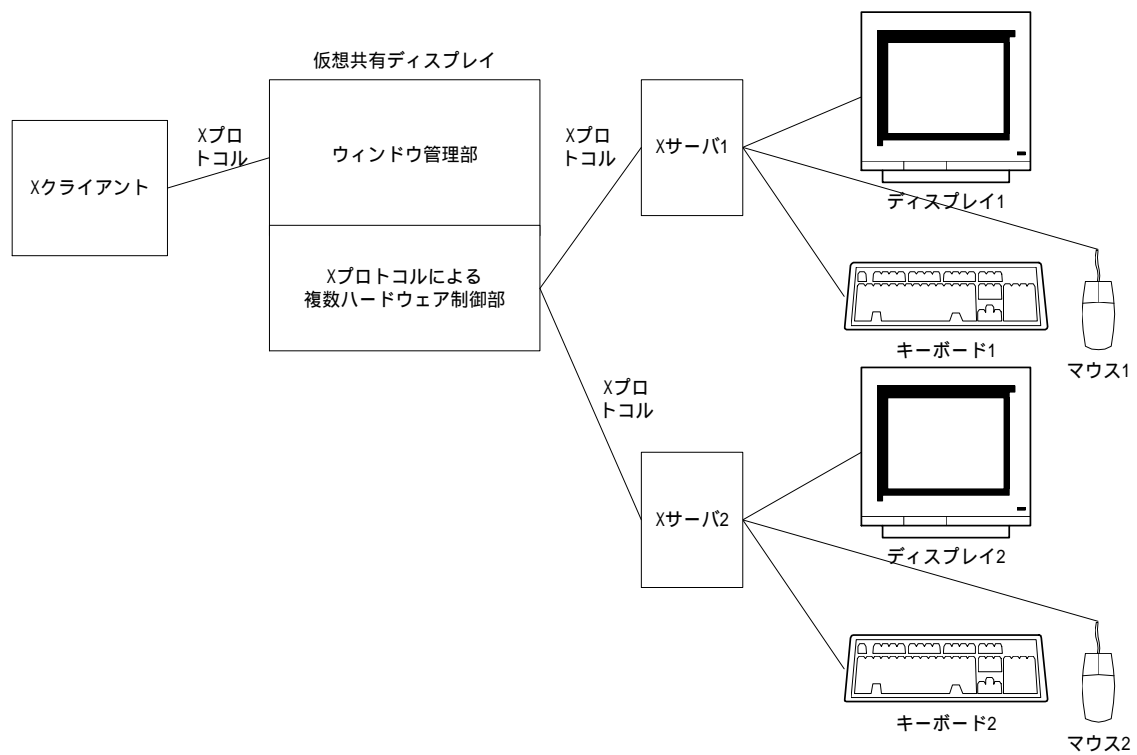 仮想共有ディスプレイ
Xクライアント
Xプロ
トコル
ウィンドウ管理部
Xプロトコルによる
複数ハードウェア制御部
Xプロ
トコル
Xサーバ1
ディスプレイ1
キーボード1
マウス1
Xプロ
トコル
Xサーバ2
ディスプレイ2
キーボード2
マウス2